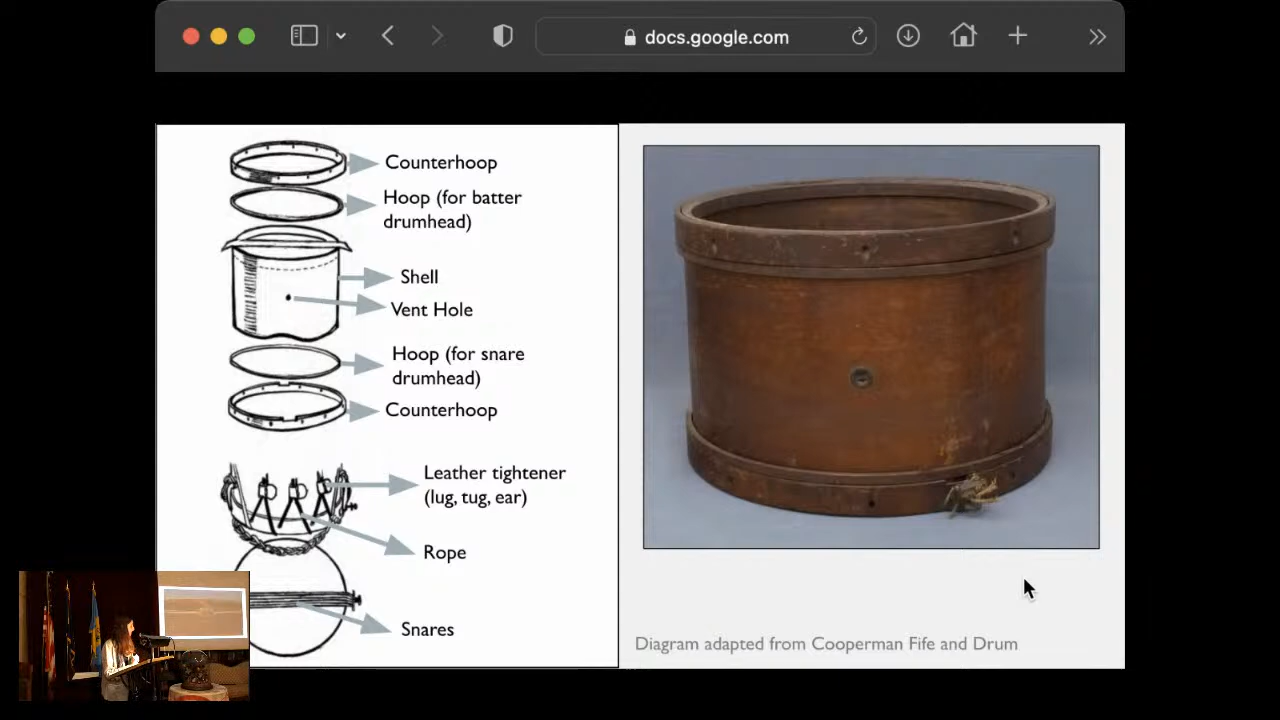 docs.google.com
Counterhoop
Hoop (for batter
drumhead)
Shell
Vent Hole
Hoop (for snare
drumhead)
Counterhoop
Leather tightener
(lug, tug, ear)
Rope
Snares
Diagram adapted from Cooperman Fife and Drum